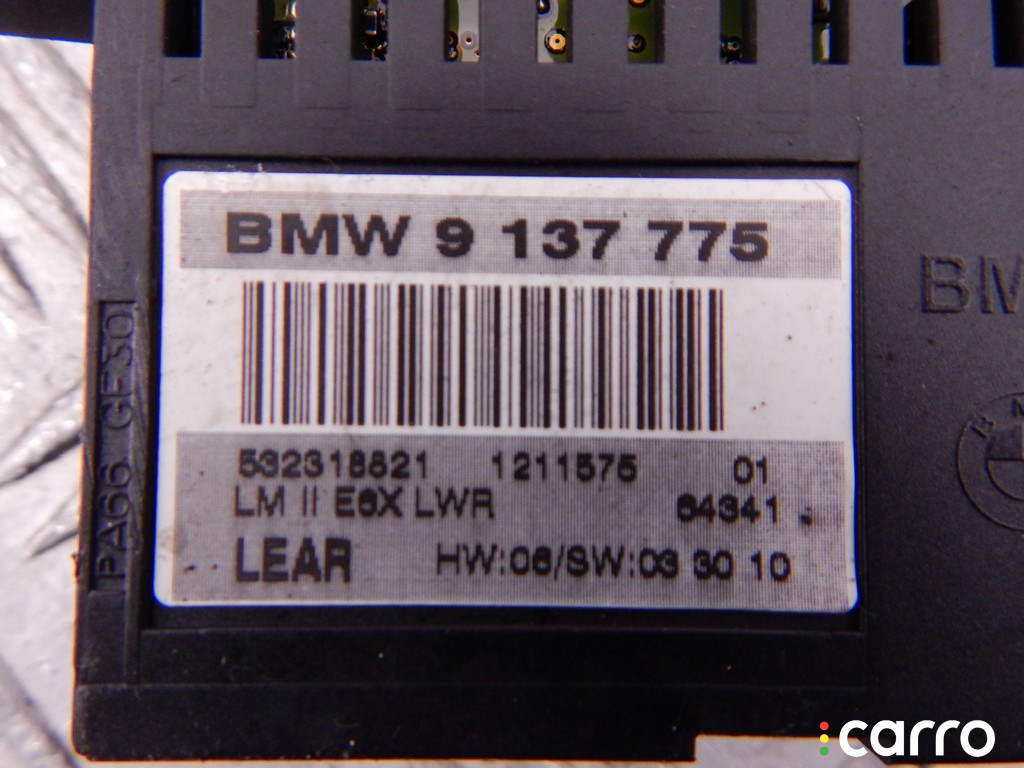 BMW 9 137 775
532318821 1211575 01
LM II E6X LWR 64341
LEAR HW:06/SW:03 30 10
PA66 GF30
BM
B M
carro